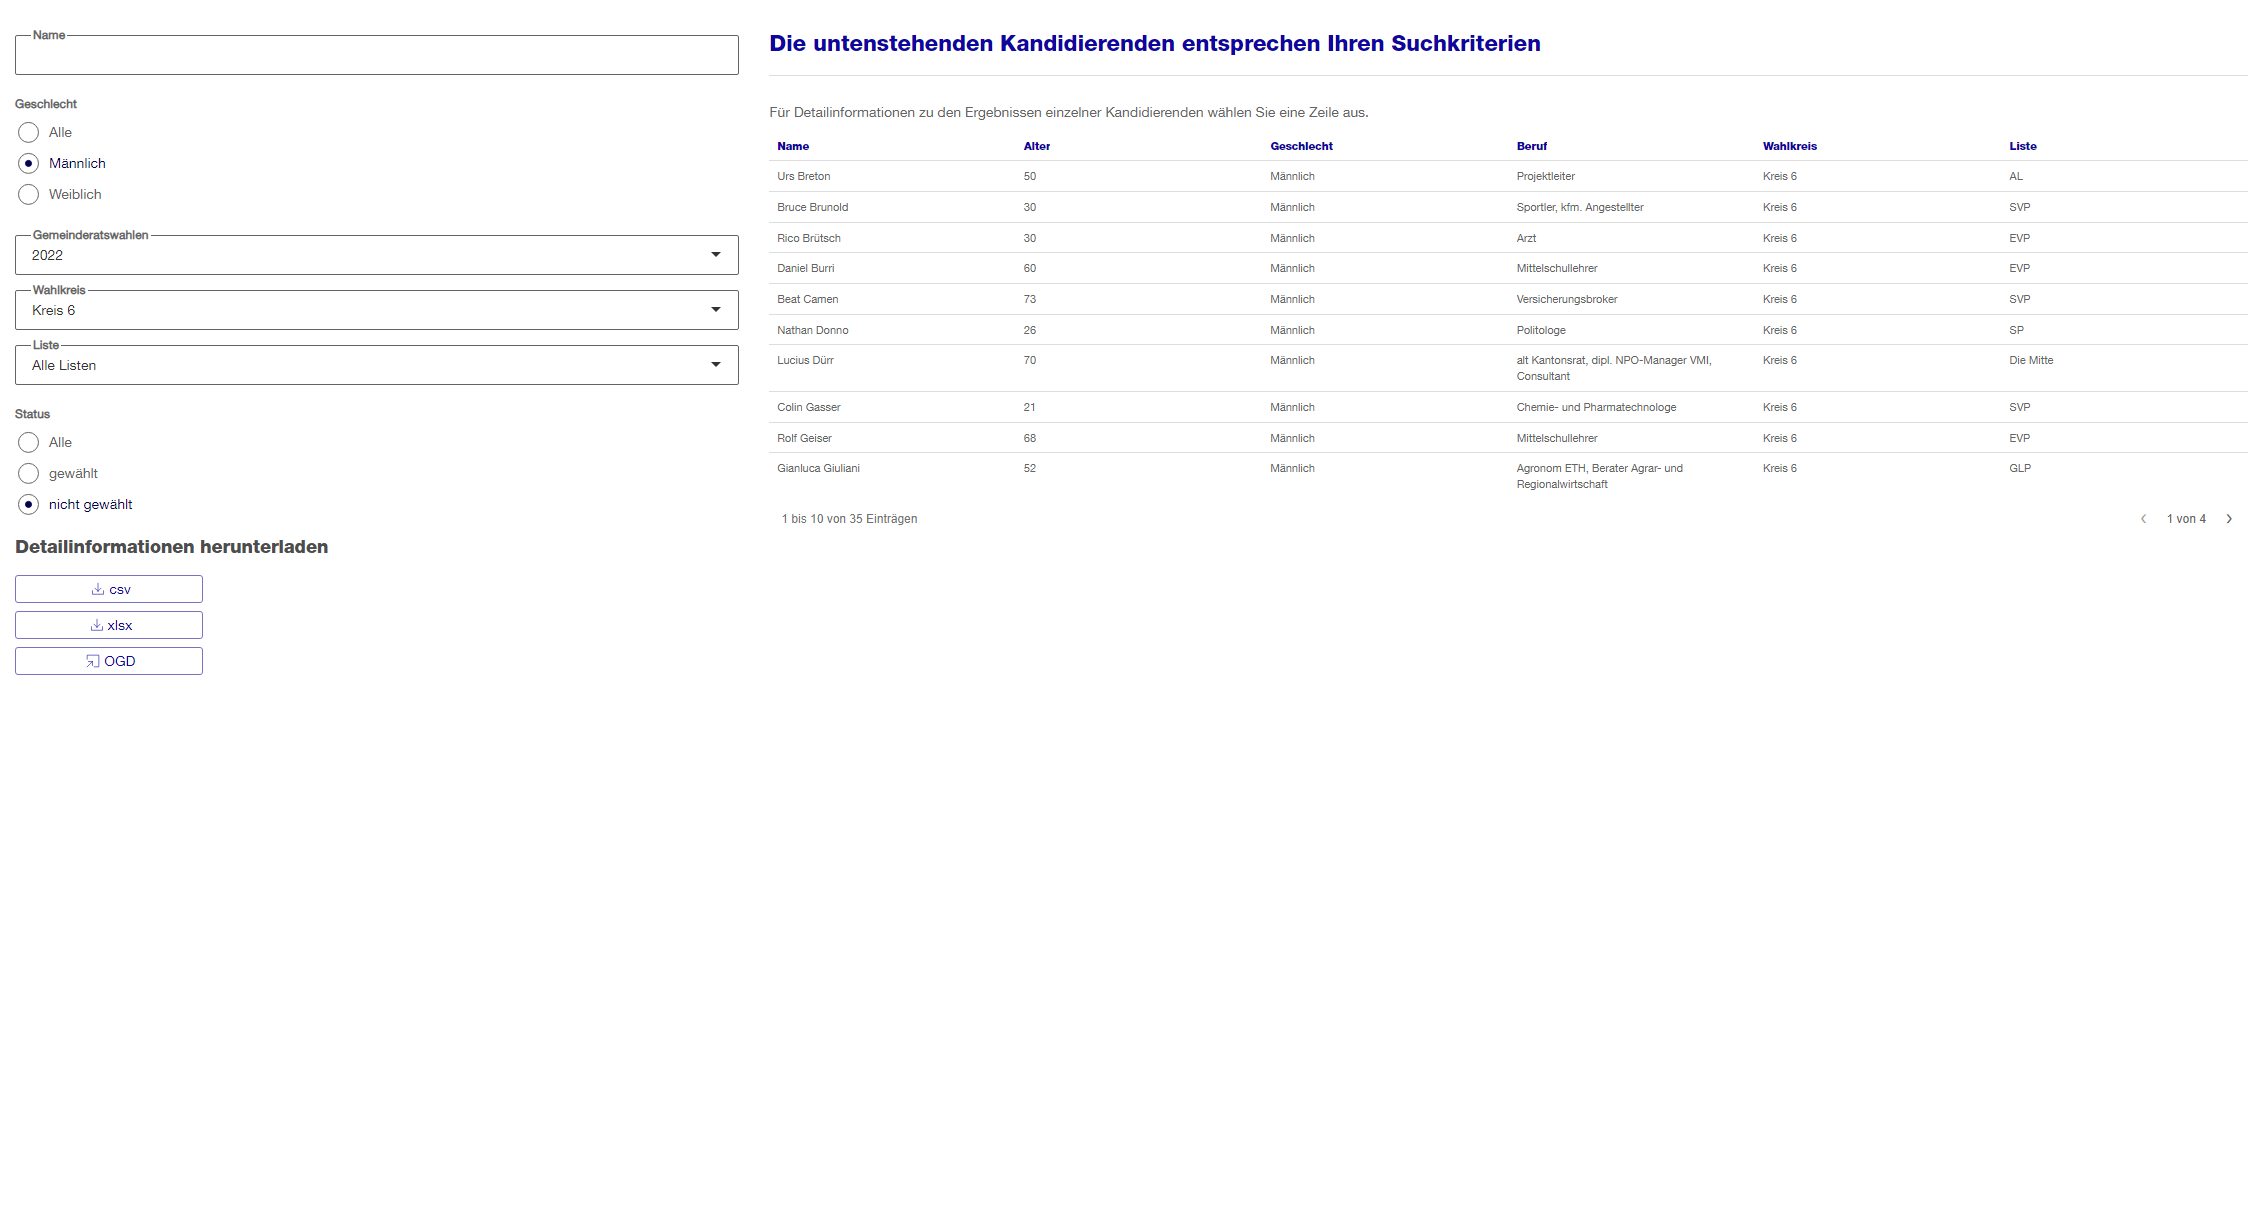 Name
Geschlecht
Alle
Männlich
Weiblich
Gemeinderatswahlen
2022
Wahlkreis
Kreis 6
Liste
Alle Listen
Status
Alle
gewählt
nicht gewählt
Detailinformationen herunterladen
csv
xlsx
OGD
Die untenstehenden Kandidierenden entsprechen Ihren Suchkriterien
Für Detailinformationen zu den Ergebnissen einzelner Kandidierenden wählen Sie eine Zeile aus.
Name Alter Geschlecht Beruf Wahlkreis Liste
Urs Breton 50 Männlich Projektleiter Kreis 6 AL
Bruce Brunold 30 Männlich Sportler, kfm. Angestellter Kreis 6 SVP
Rico Brütsch 30 Männlich Arzt Kreis 6 EVP
Daniel Burri 60 Männlich Mittelschullehrer Kreis 6 EVP
Beat Camen 73 Männlich Versicherungsbroker Kreis 6 SVP
Nathan Donno 26 Männlich Politologe Kreis 6 SP
Lucius Dürr 70 Männlich alt Kantonsrat, dipl. NPO-Manager VMI, Kreis 6 Die Mitte
Consultant
Colin Gasser 21 Männlich Chemie- und Pharmatechnologe Kreis 6 SVP
Rolf Geiser 68 Männlich Mittelschullehrer Kreis 6 EVP
Gianluca Giuliani 52 Männlich Agronom ETH, Berater Agrar- und Kreis 6 GLP
Regionalwirtschaft
1 bis 10 von 35 Einträgen 1 von 4